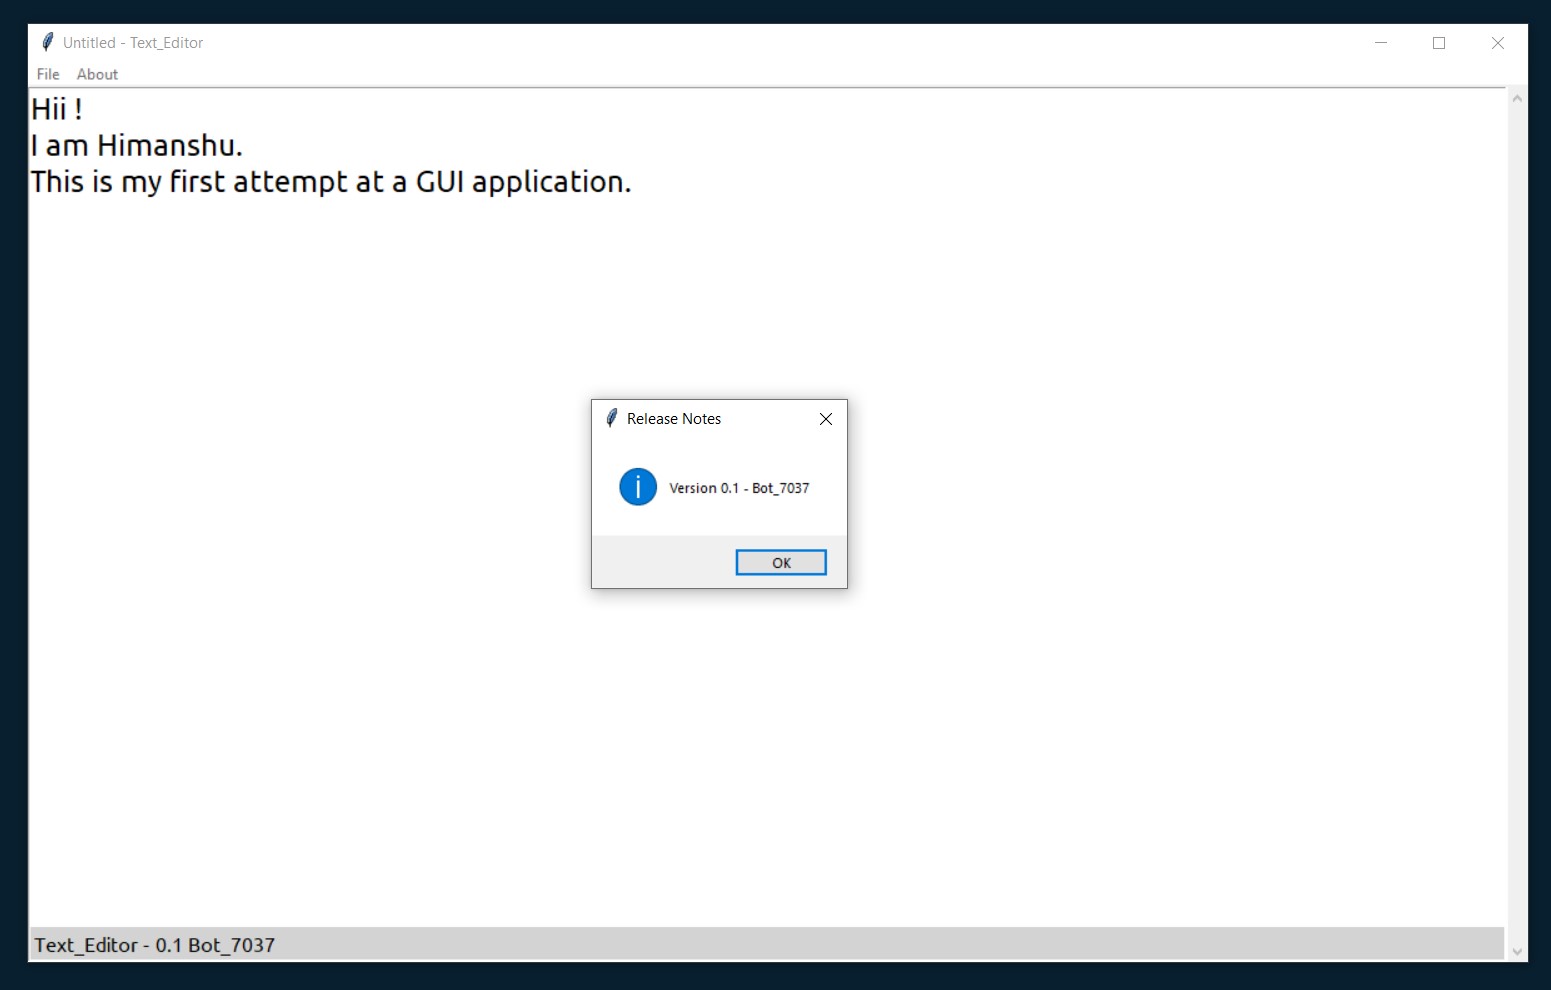 Untitled - Text_Editor
File About
Hii !
I am Himanshu.
This is my first attempt at a GUI application.
Release Notes
Version 0.1 - Bot_7037
OK
Text_Editor - 0.1 Bot_7037